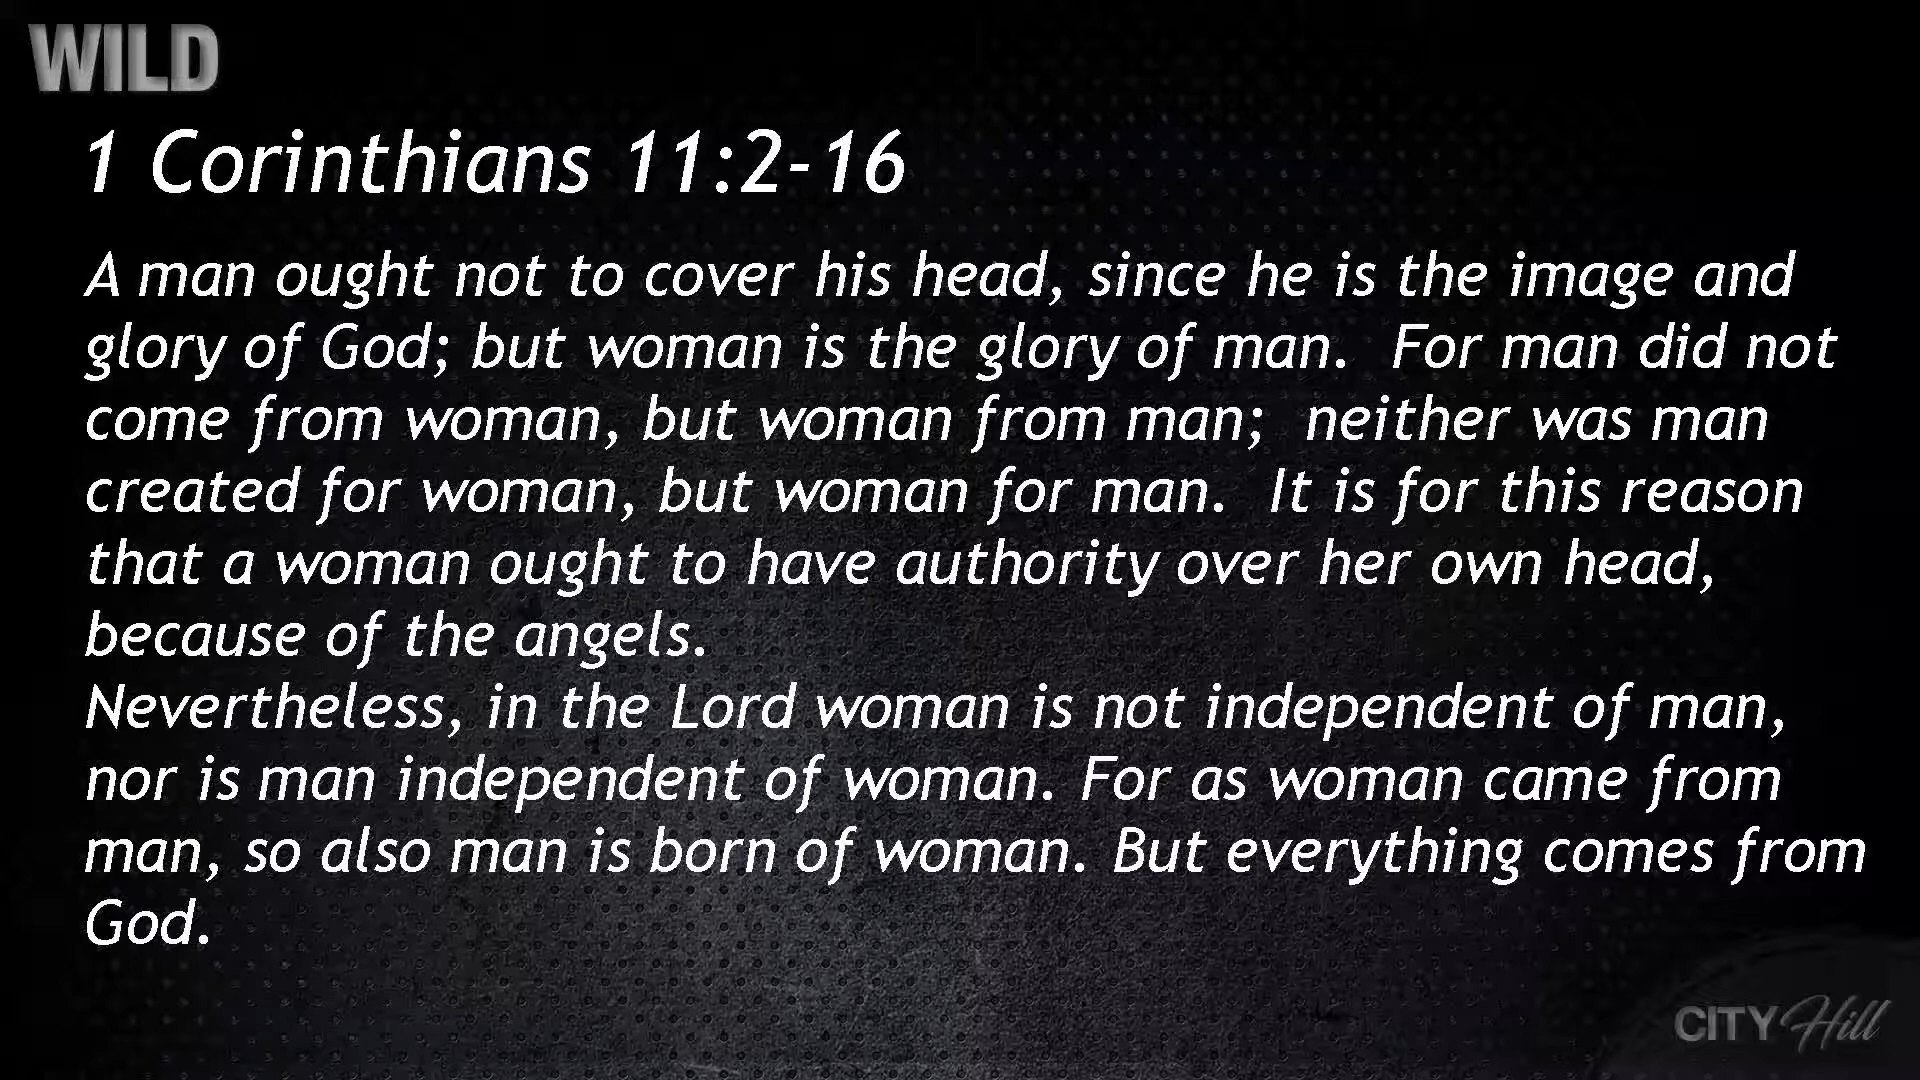 WILD
1 Corinthians 11:2-16
A man ought not to cover his head, since he is the image and
glory of God; but woman is the glory of man.  For man did not
come from woman, but woman from man;  neither was man
created for woman, but woman for man.  It is for this reason
that a woman ought to have authority over her own head,
because of the angels.
Nevertheless, in the Lord woman is not independent of man,
nor is man independent of woman. For as woman came from
man, so also man is born of woman. But everything comes from
God.
CITY Hill